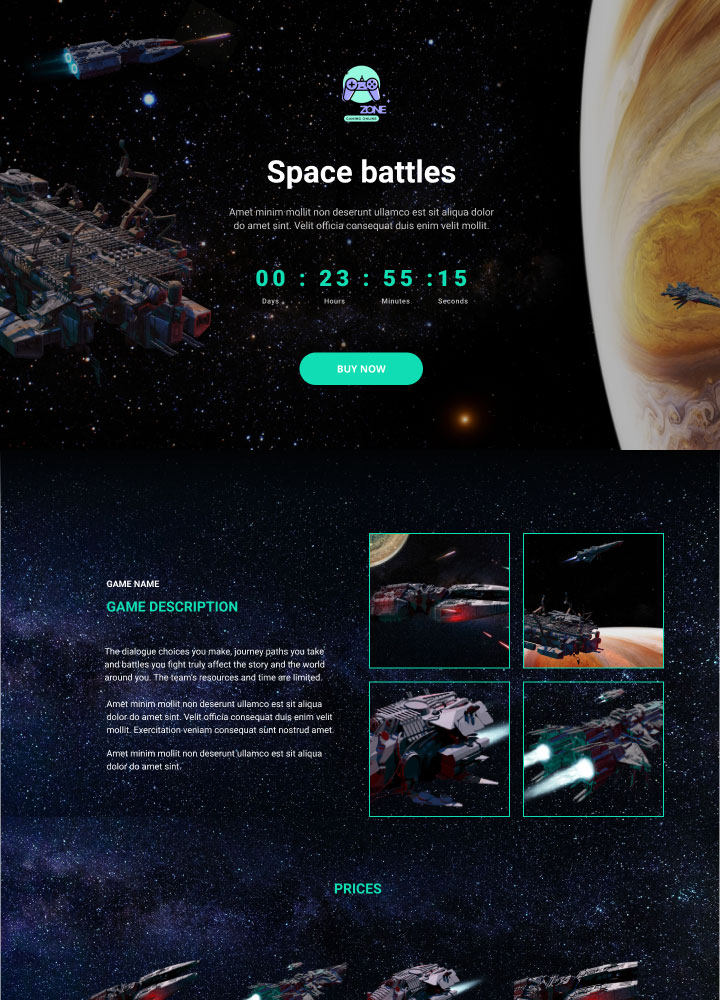 ZONE
GAMING ONLINE
Space battles
Amet minim mollit non deserunt ullamco est sit aliqua dolor
do amet sint. Velit officia consequat duis enim velit mollit.
00 : 23 : 55 :15
Days Hours Minutes Seconds
BUY NOW
GAME NAME
GAME DESCRIPTION
The dialogue choices you make, journey paths you take
and battles you fight truly affect the story and the world
around you. The team's resources and time are limited.
Amet minim mollit non deserunt ullamco est sit aliqua
dolor do amet sint. Velit officia consequat duis enim velit
mollit. Exercitation veniam consequat sunt nostrud amet.
Amet minim mollit non deserunt ullamco est sit aliqua
dolor do amet sint.
PRICES